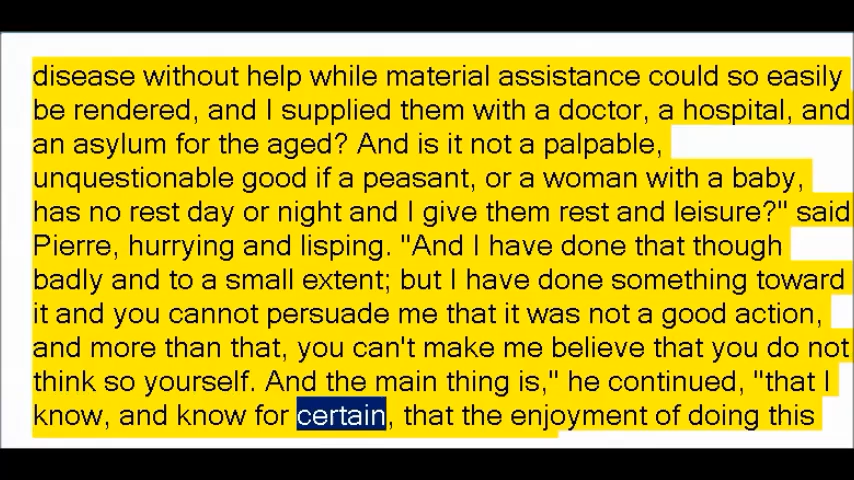 disease without help while material assistance could so easily
be rendered, and I supplied them with a doctor, a hospital, and
an asylum for the aged? And is it not a palpable,
unquestionable good if a peasant, or a woman with a baby,
has no rest day or night and I give them rest and leisure?" said
Pierre, hurrying and lisping. "And I have done that though
badly and to a small extent; but I have done something toward
it and you cannot persuade me that it was not a good action,
and more than that, you can't make me believe that you do not
think so yourself. And the main thing is," he continued, "that I
know, and know for certain, that the enjoyment of doing this